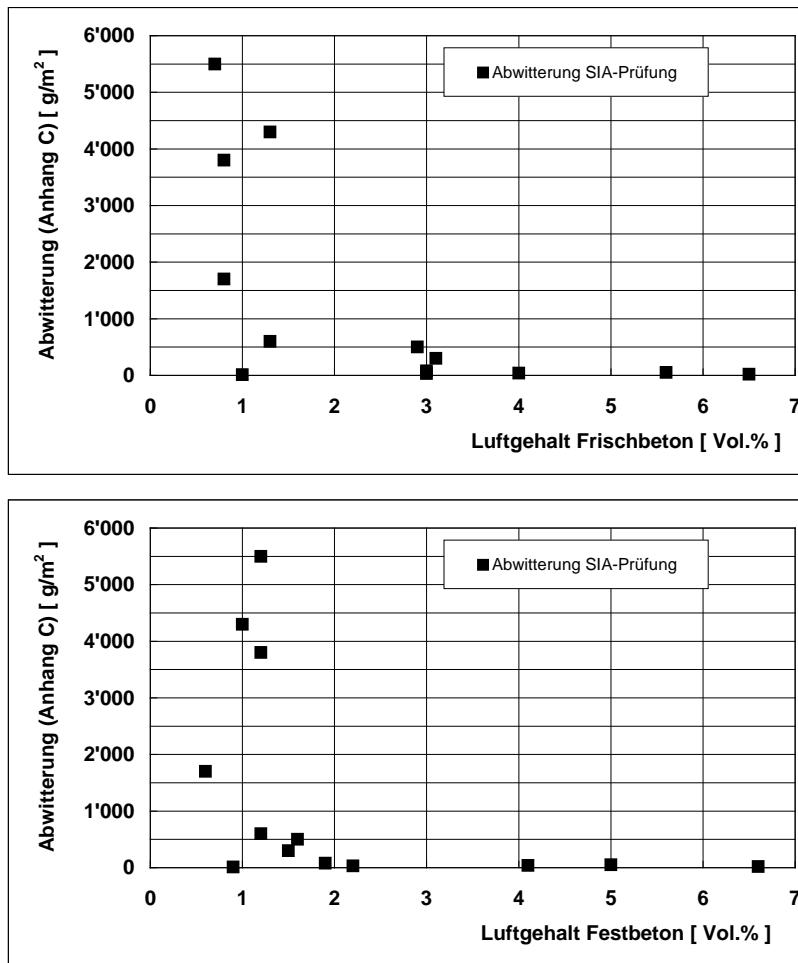 6'000
5'000
4'000
3'000
2'000
1'000
0
Abwitterung (Anhang C) [ g/m² ]
Abwitterung SIA-Prüfung
0 1 2 3 4 5 6 7
Luftgehalt Frischbeton [ Vol.% ]
6'000
5'000
4'000
3'000
2'000
1'000
0
Abwitterung (Anhang C) [ g/m² ]
Abwitterung SIA-Prüfung
0 1 2 3 4 5 6 7
Luftgehalt Festbeton [ Vol.% ]